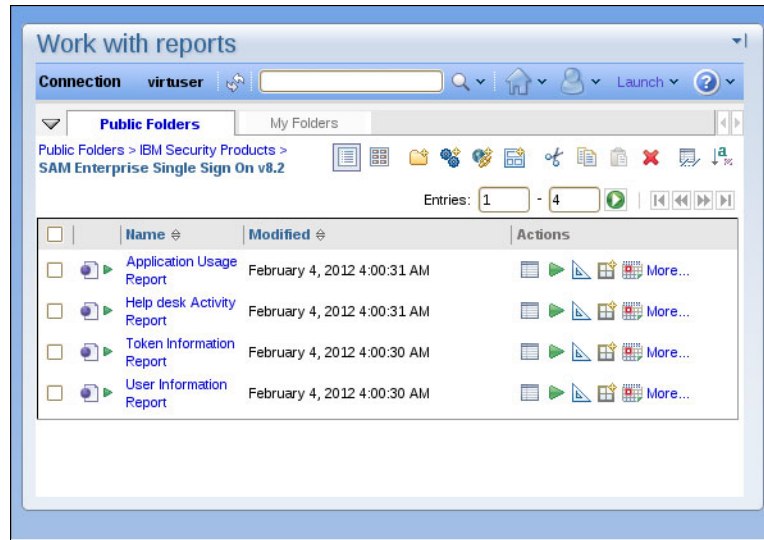 Work with reports
Connection virtuser Launch
Public Folders My Folders
Public Folders > IBM Security Products >
SAM Enterprise Single Sign On v8.2
Entries: 1 - 4
Name Modified Actions
Application Usage
Report
February 4, 2012 4:00:31 AM More...
Help desk Activity
Report
February 4, 2012 4:00:31 AM More...
Token Information
Report
February 4, 2012 4:00:30 AM More...
User Information
Report
February 4, 2012 4:00:30 AM More...